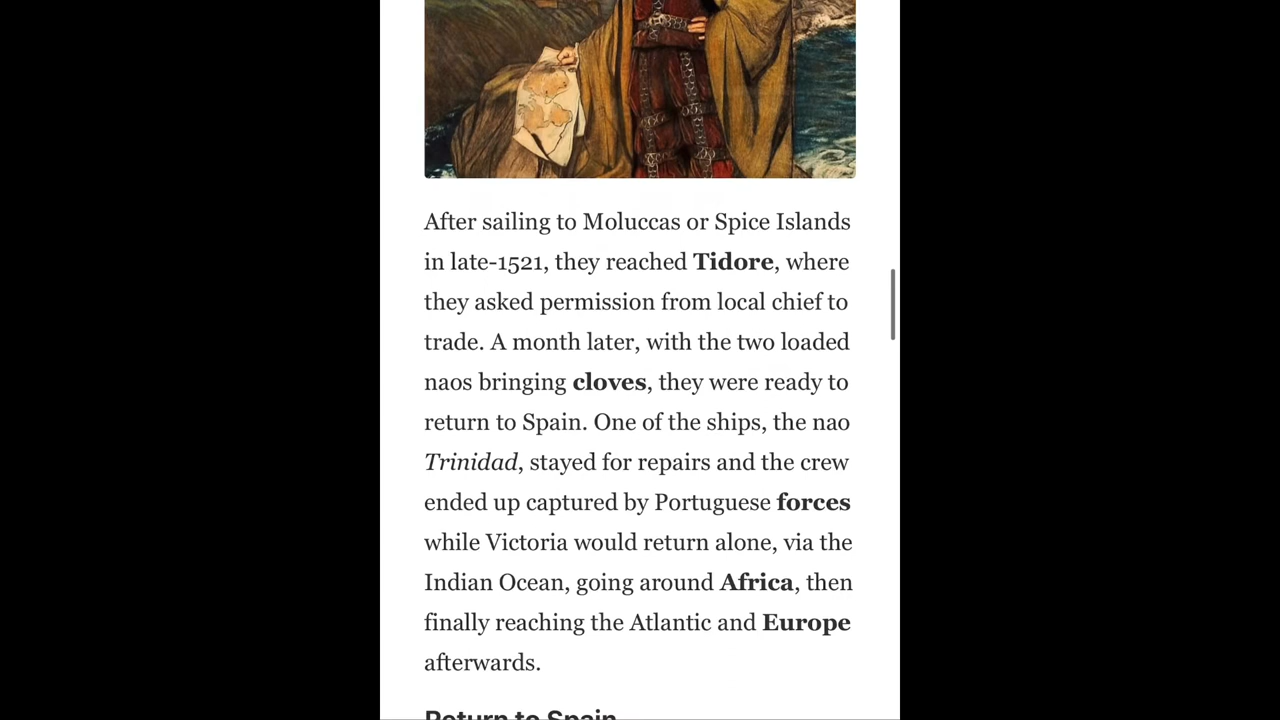 After sailing to Moluccas or Spice Islands
in late-1521, they reached Tidore, where
they asked permission from local chief to
trade. A month later, with the two loaded
naos bringing cloves, they were ready to
return to Spain. One of the ships, the nao
Trinidad, stayed for repairs and the crew
ended up captured by Portuguese forces
while Victoria would return alone, via the
Indian Ocean, going around Africa, then
finally reaching the Atlantic and Europe
afterwards.
Return to Spain